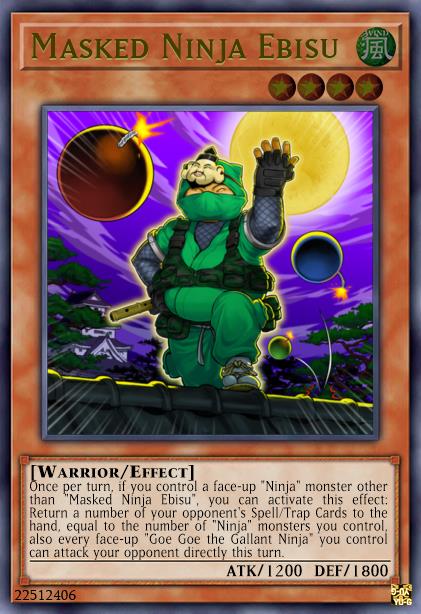 Masked Ninja Ebisu
WIND
風
[Warrior/Effect]
Once per turn, if you control a face-up "Ninja" monster other
than "Masked Ninja Ebisu", you can activate this effect:
Return a number of your opponent's Spell/Trap Cards to the
hand, equal to the number of "Ninja" monsters you control,
also every face-up "Goe Goe the Gallant Ninja" you control
can attack your opponent directly this turn.
ATK/1200 DEF/1800
22512406